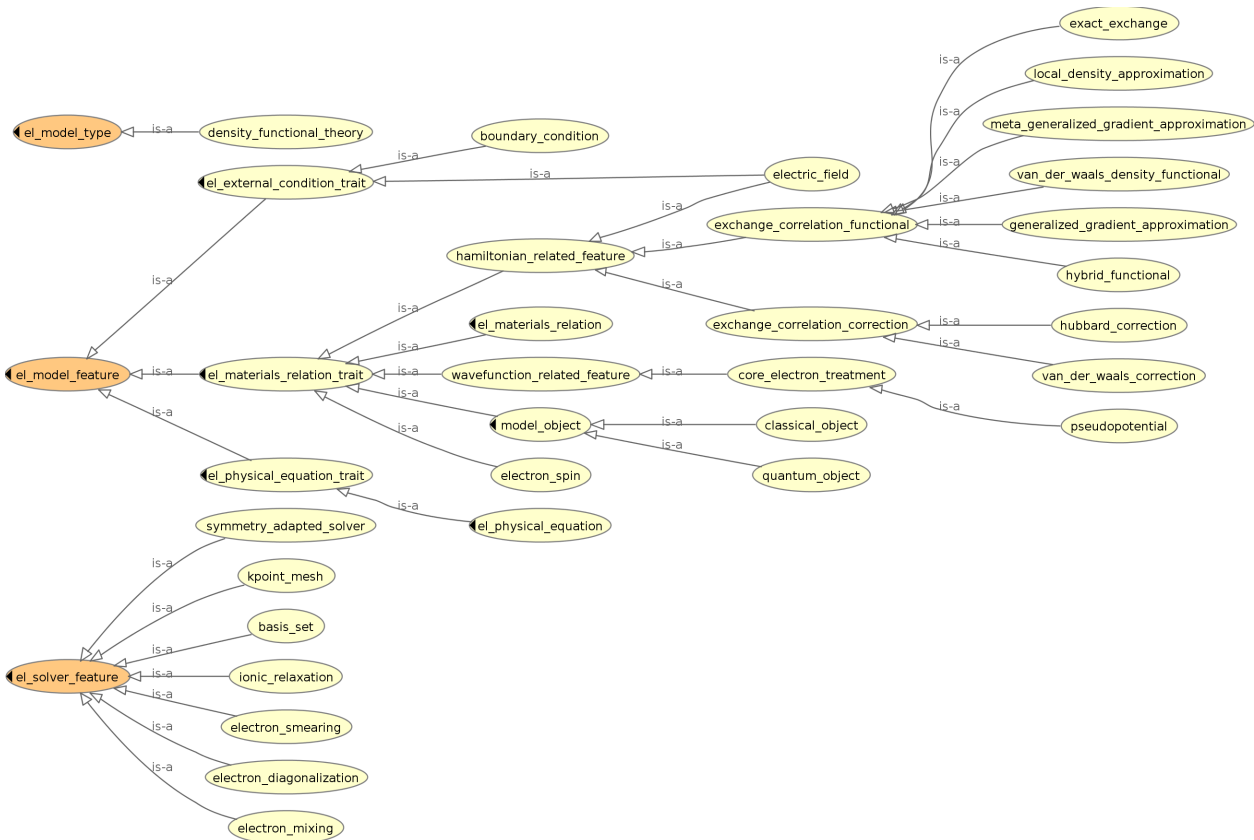 exact_exchange
is-a
local_density_approximation
is-a
meta_generalized_gradient_approximation
el_model_type
is-a
density_functional_theory
boundary_condition
is-a
is-a
el_external_condition_trait
is-a
electric_field
van_der_waals_density_functional
is-a
is-a
exchange_correlation_functional
is-a
generalized_gradient_approximation
is-a
hamiltonian_related_feature
is-a
hybrid_functional
is-a
is-a
is-a
el_materials_relation
exchange_correlation_correction
is-a
hubbard_correction
is-a
is-a
el_model_feature
is-a
el_materials_relation_trait
is-a
wavefunction_related_feature
is-a
core_electron_treatment
van_der_waals_correction
is-a
is-a
is-a
model_object
is-a
classical_object
pseudopotential
is-a
is-a
el_physical_equation_trait
electron_spin
quantum_object
is-a
symmetry_adapted_solver
el_physical_equation
is-a
kpoint_mesh
is-a
basis_set
is-a
el_solver_feature
is-a
ionic_relaxation
is-a
electron_smearing
is-a
electron_diagonalization
is-a
electron_mixing